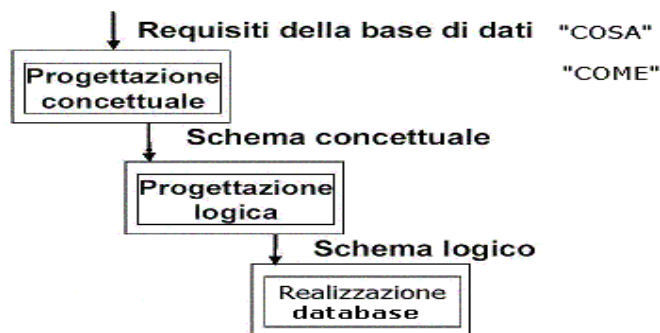 Requisiti della base di dati "COSA"
Progettazione "COME"
concettuale
Schema concettuale
Progettazione
logica
Schema logico
Realizzazione
database